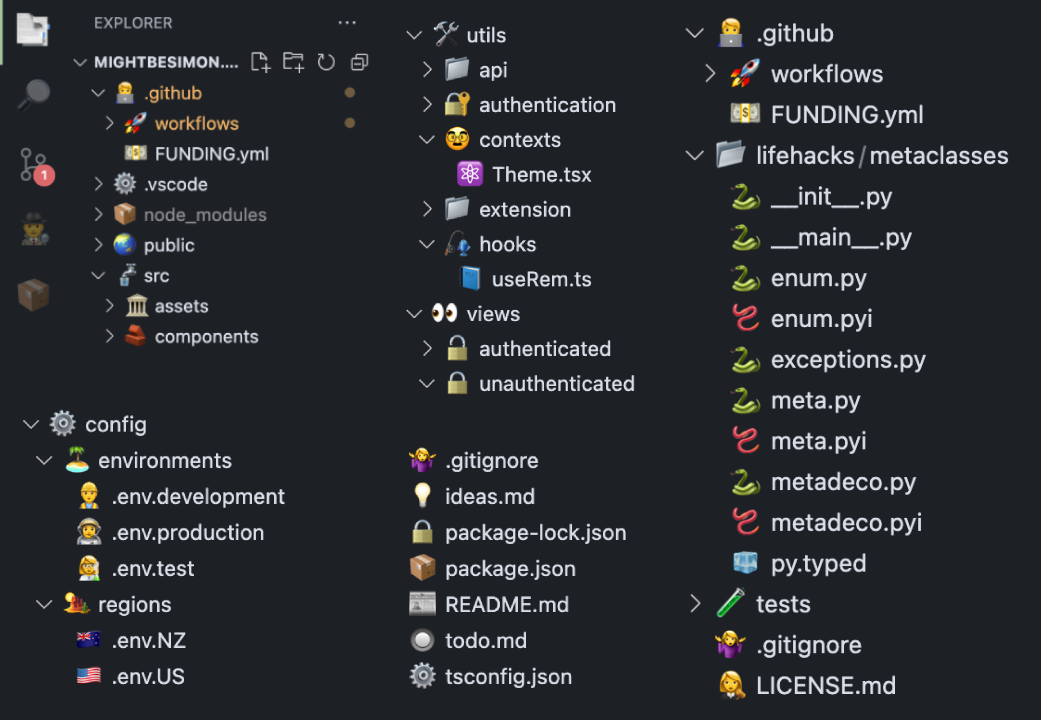 EXPLORER
MIGHTBESIMON....
.github
workflows
FUNDING.yml
.vscode
node_modules
public
src
assets
components
1
config
environments
.env.development
.env.production
.env.test
regions
.env.NZ
.env.US
utils
api
authentication
contexts
Theme.tsx
extension
hooks
useRem.ts
views
authenticated
unauthenticated
.gitignore
ideas.md
package-lock.json
package.json
README.md
todo.md
tsconfig.json
.github
workflows
FUNDING.yml
lifehacks/metaclasses
__init__.py
__main__.py
enum.py
enum.pyi
exceptions.py
meta.py
meta.pyi
metadeco.py
metadeco.pyi
py.typed
tests
.gitignore
LICENSE.md